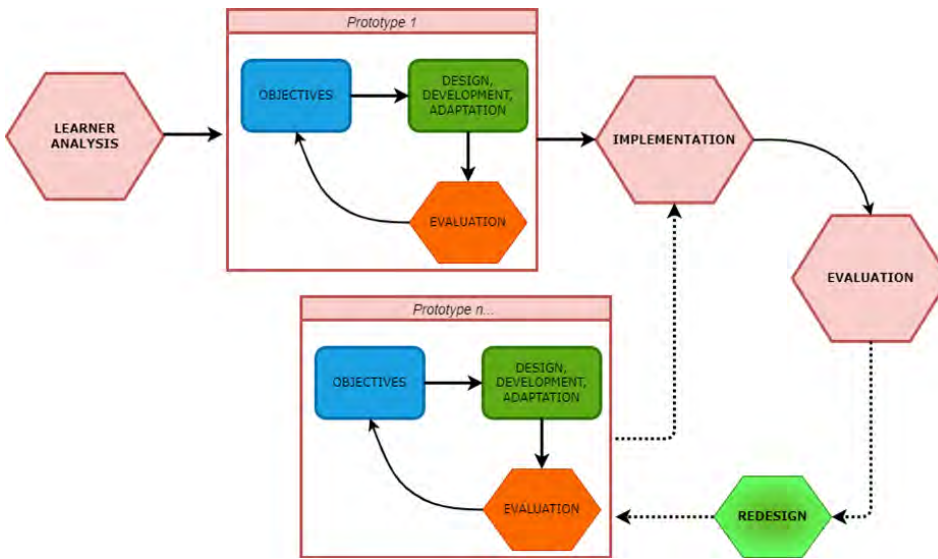 Prototype 1
OBJECTIVES
DESIGN,
DEVELOPMENT,
ADAPTATION
LEARNER
ANALYSIS
IMPLEMENTATION
EVALUATION
EVALUATION
Prototype n...
OBJECTIVES
DESIGN,
DEVELOPMENT,
ADAPTATION
EVALUATION
REDESIGN